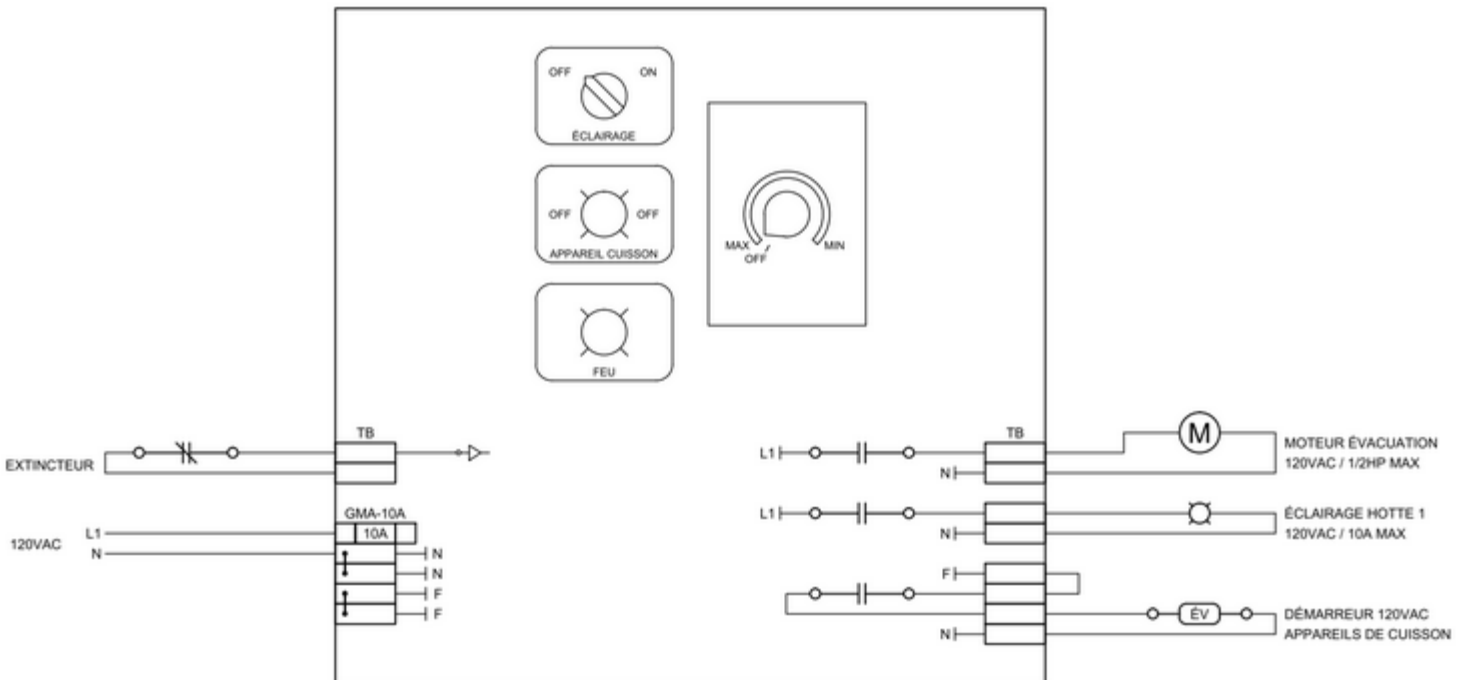 OFF ON
ÉCLAIRAGE
OFF OFF
APPAREIL CUISSON
MAX MIN
OFF
FEU
TB
EXTINCTEUR
GMA-10A
L1 10A
120VAC
N N
N
F
F
TB
L1 M MOTEUR ÉVACUATION
N 120VAC / 1/2HP MAX
L1 ÉCLAIRAGE HOTTE 1
N 120VAC / 10A MAX
F
ÉV DÉMARREUR 120VAC
N APPAREILS DE CUISSON